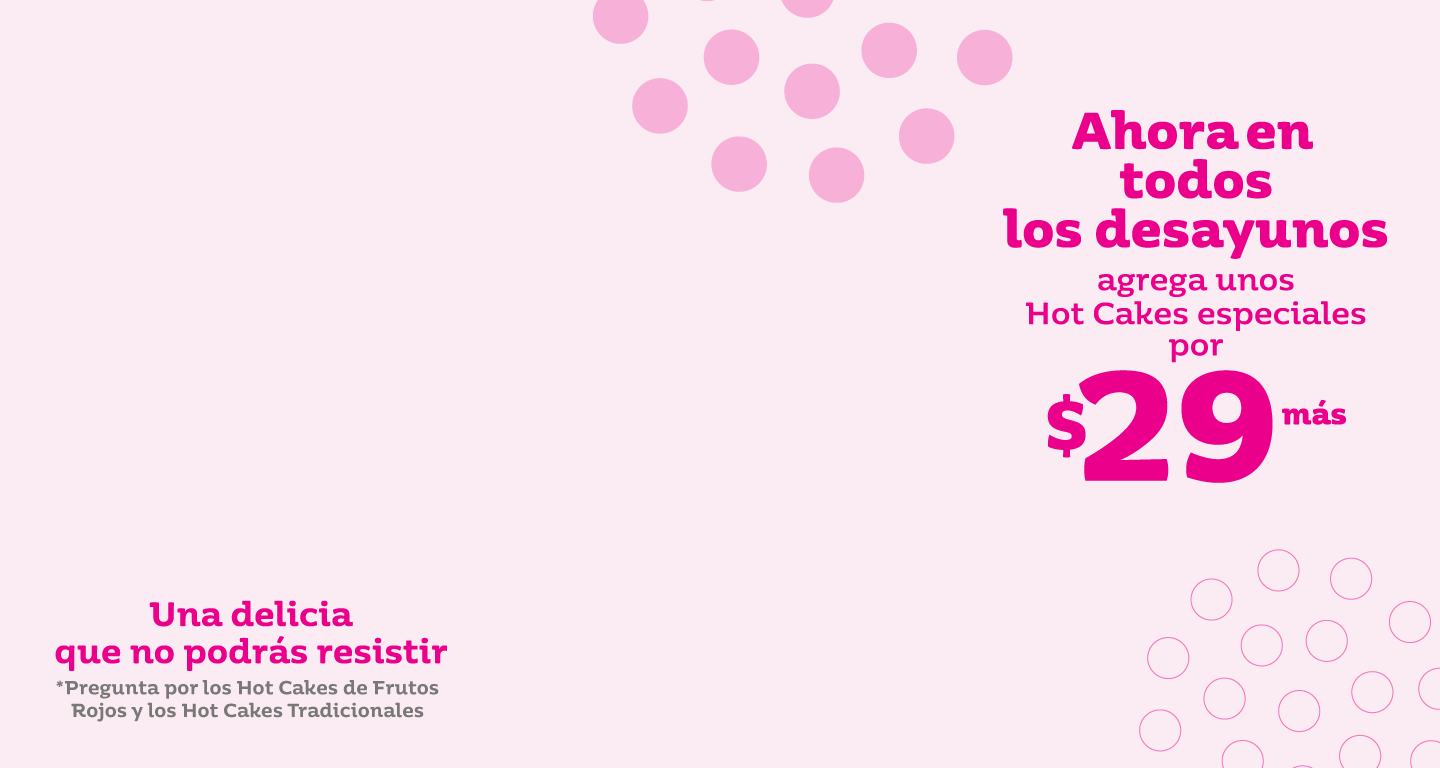 Ahora en
todos
los desayunos
agrega unos
Hot Cakes especiales
por
$29 más
Una delicia
que no podrás resistir
*Pregunta por los Hot Cakes de Frutos
Rojos y los Hot Cakes Tradicionales